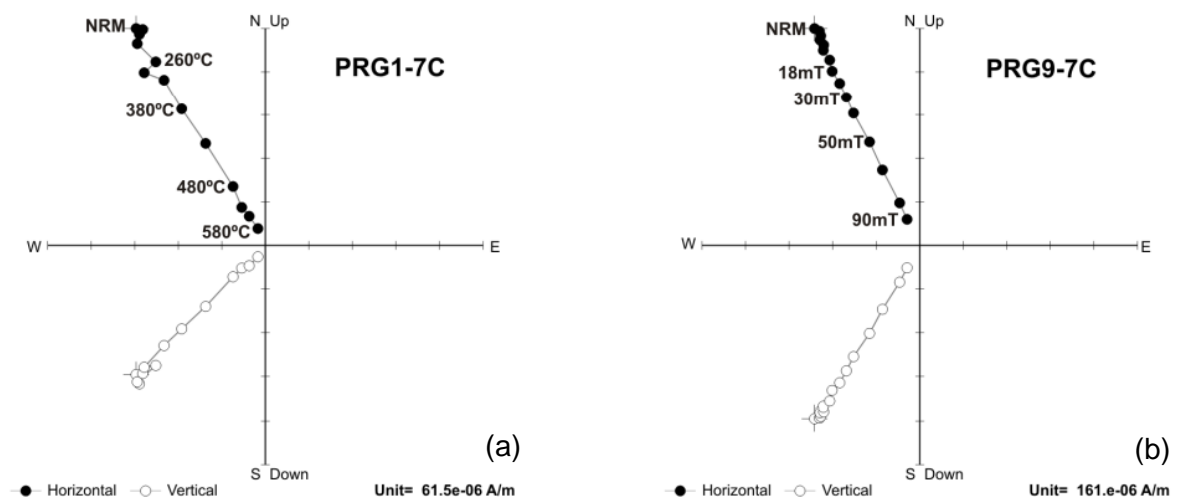 N Up
NRM
260ºC
PRG1-7C
380ºC
480ºC
580ºC
W
E
S Down
(a)
Horizontal
Vertical
Unit= 61.5e-06 A/m
N Up
NRM
18mT
PRG9-7C
30mT
50mT
90mT
W
E
S Down
(b)
Horizontal
Vertical
Unit= 161.e-06 A/m